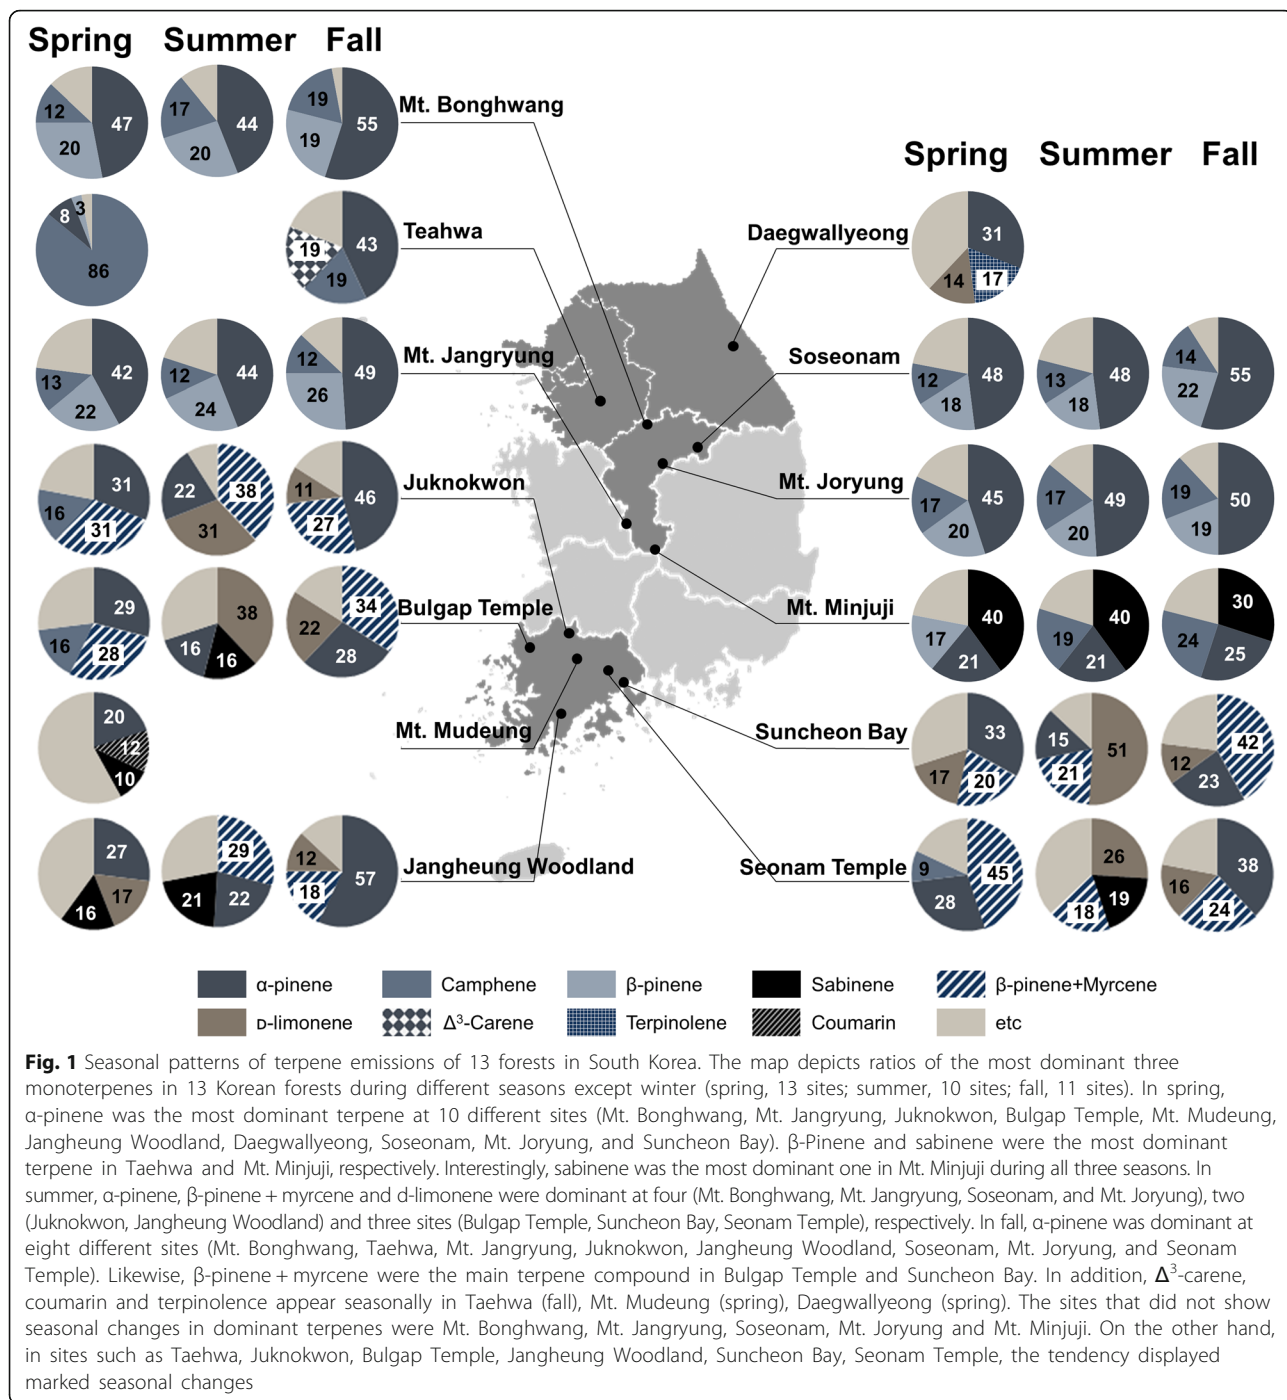 Spring Summer Fall
47 20 12
44 20 17
55 19 19
Mt. Bonghwang
86 8 3
43 19 19
Teahwa
42 22 13
44 24 12
49 26 12
Mt. Jangryung
31 31 16
38 31 22
46 27 11
Juknokwon
29 28 16
38 16 16
34 28 22
Bulgap Temple
20 12 10
Mt. Mudeung
27 17 16
29 22 21
57 18 12
Jangheung Woodland
Spring Summer Fall
Daegwallyeong
31 17 14
Soseonam
48 18 12
48 18 13
55 22 14
Mt. Joryung
45 20 17
49 20 17
50 19 19
Mt. Minjuji
40 21 17
40 21 19
30 25 24
Suncheon Bay
33 20 17
51 21 15
42 23 12
Seonam Temple
45 28 9
26 19 18
38 24 16
α-pinene Camphene β-pinene Sabinene β-pinene+Myrcene
D-limonene Δ³-Carene Terpinolene Coumarin etc
Fig. 1 Seasonal patterns of terpene emissions of 13 forests in South Korea. The map depicts ratios of the most dominant three
monoterpenes in 13 Korean forests during different seasons except winter (spring, 13 sites; summer, 10 sites; fall, 11 sites). In spring,
α-pinene was the most dominant terpene at 10 different sites (Mt. Bonghwang, Mt. Jangryung, Juknokwon, Bulgap Temple, Mt. Mudeung,
Jangheung Woodland, Daegwallyeong, Soseonam, Mt. Joryung, and Suncheon Bay). β-Pinene and sabinene were the most dominant
terpene in Taehwa and Mt. Minjuji, respectively. Interestingly, sabinene was the most dominant one in Mt. Minjuji during all three seasons. In
summer, α-pinene, β-pinene + myrcene and d-limonene were dominant at four (Mt. Bonghwang, Mt. Jangryung, Soseonam, and Mt. Joryung), two
(Juknokwon, Jangheung Woodland) and three sites (Bulgap Temple, Suncheon Bay, Seonam Temple), respectively. In fall, α-pinene was dominant at
eight different sites (Mt. Bonghwang, Taehwa, Mt. Jangryung, Juknokwon, Jangheung Woodland, Soseonam, Mt. Joryung, and Seonam
Temple). Likewise, β-pinene + myrcene were the main terpene compound in Bulgap Temple and Suncheon Bay. In addition, Δ³-carene,
coumarin and terpinolence appear seasonally in Taehwa (fall), Mt. Mudeung (spring), Daegwallyeong (spring). The sites that did not show
seasonal changes in dominant terpenes were Mt. Bonghwang, Mt. Jangryung, Soseonam, Mt. Joryung and Mt. Minjuji. On the other hand,
in sites such as Taehwa, Juknokwon, Bulgap Temple, Jangheung Woodland, Suncheon Bay, Seonam Temple, the tendency displayed
marked seasonal changes